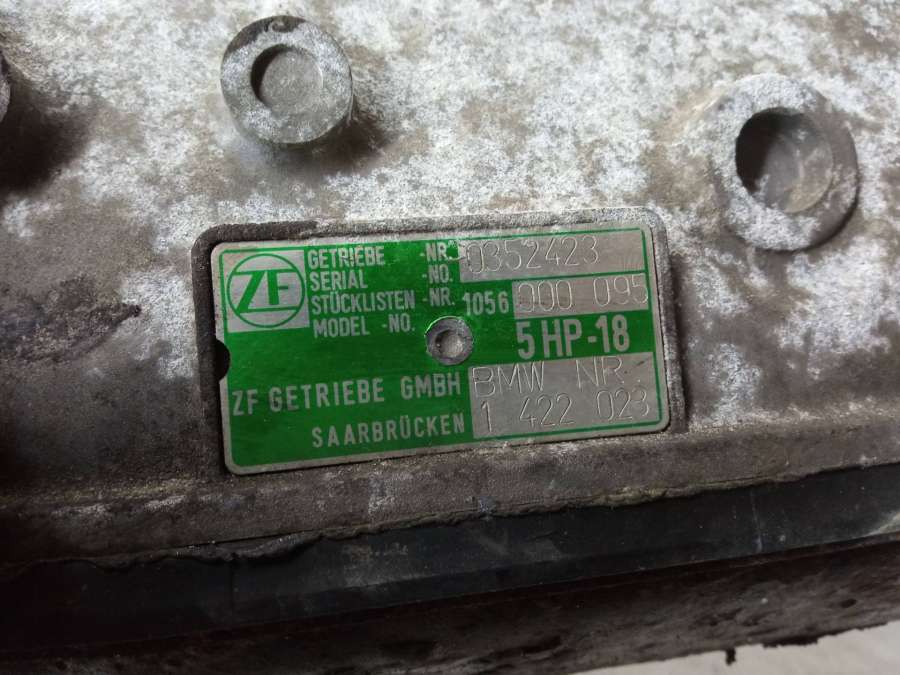 ZF
GETRIEBE -NR. 0352423
SERIAL -NO.
STÜCKLISTEN -NR. 1056 000 095
MODEL -NO. 5 HP-18
ZF GETRIEBE GMBH BMW NR.:
SAARBRÜCKEN 1 422 023